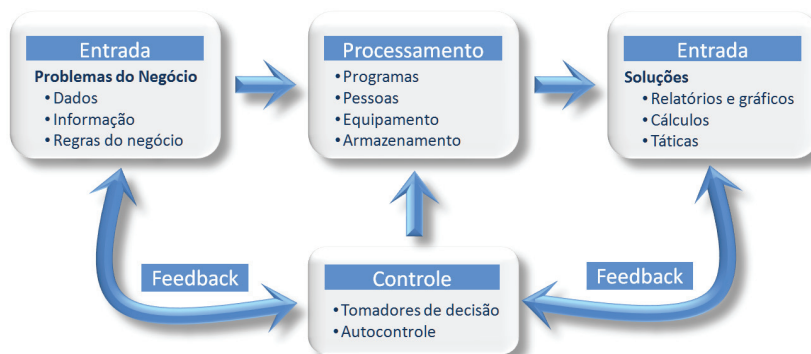 Entrada
Problemas do Negócio
• Dados
• Informação
• Regras do negócio
Processamento
• Programas
• Pessoas
• Equipamento
• Armazenamento
Entrada
Soluções
• Relatórios e gráficos
• Cálculos
• Táticas
Feedback
Controle
• Tomadores de decisão
• Autocontrole
Feedback